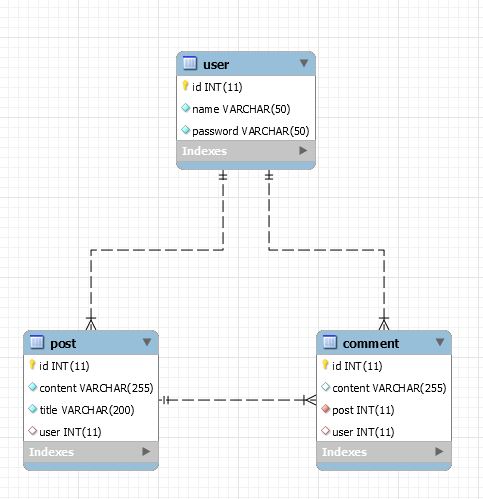 user
id INT(11)
name VARCHAR(50)
password VARCHAR(50)
Indexes
post
id INT(11)
content VARCHAR(255)
title VARCHAR(200)
user INT(11)
Indexes
comment
id INT(11)
content VARCHAR(255)
post INT(11)
user INT(11)
Indexes